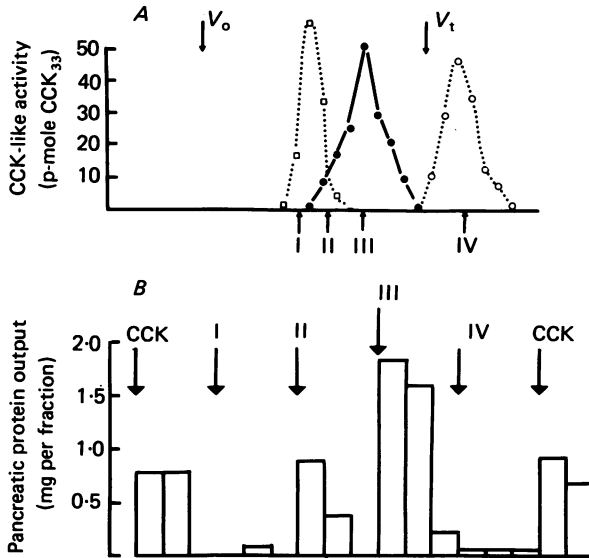 A
V₀
Vₜ
CCK-like activity
(p-mole CCK₃₃)
50
40
30
20
10
I II III IV
B
III
CCK I II IV CCK
Pancreatic protein output
(mg per fraction)
2·0
1·5
1·0
0·5